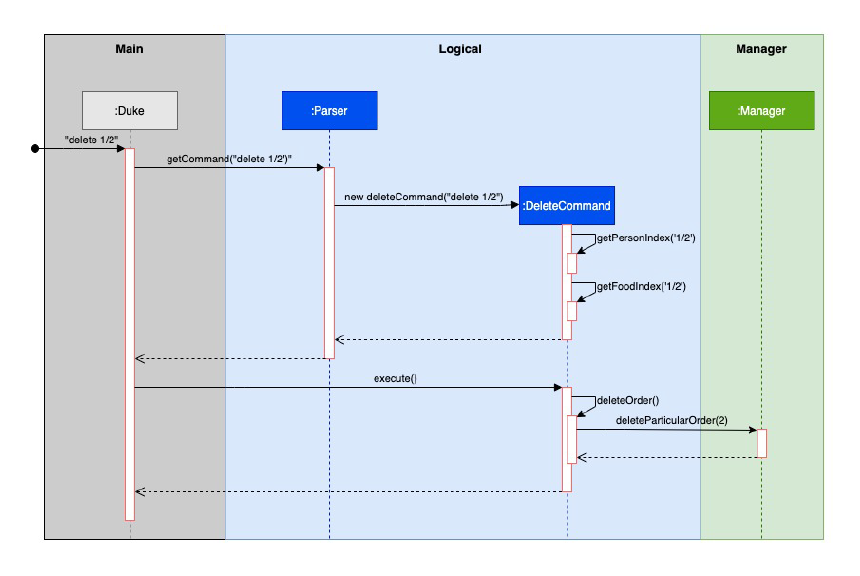 Main
Logical
Manager
:Duke
:Parser
:Manager
"delete 1/2"
getCommand("delete 1/2')"
new deleteCommand("delete 1/2")
:DeleteCommand
getPersonIndex('1/2')
getFoodIndex('1/2')
execute()
deleteOrder()
deleteParticularOrder(2)